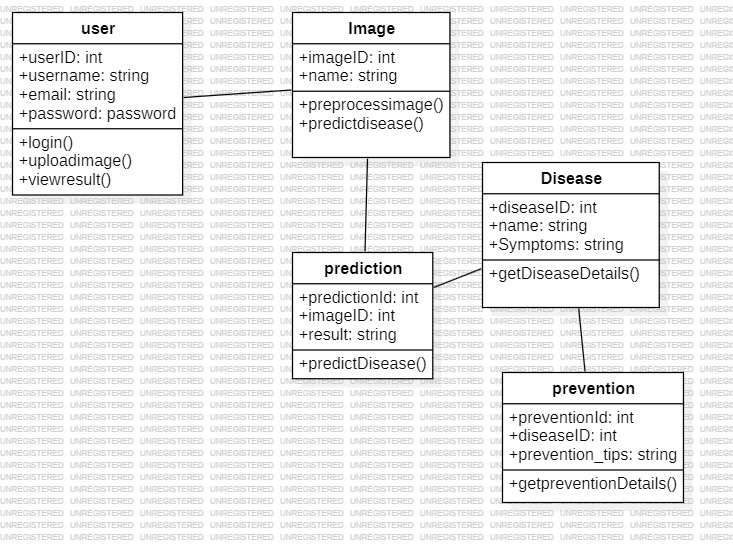 user
+userID: int
+username: string
+email: string
+password: password
+login()
+uploadimage()
+viewresult()
Image
+imageID: int
+name: string
+preprocessimage()
+predictdisease()
Disease
+diseaseID: int
+name: string
+Symptoms: string
+getDiseaseDetails()
prediction
+predictionId: int
+imageID: int
+result: string
+predictDisease()
prevention
+preventionId: int
+diseaseID: int
+prevention_tips: string
+getpreventionDetails()
UNREGISTERED